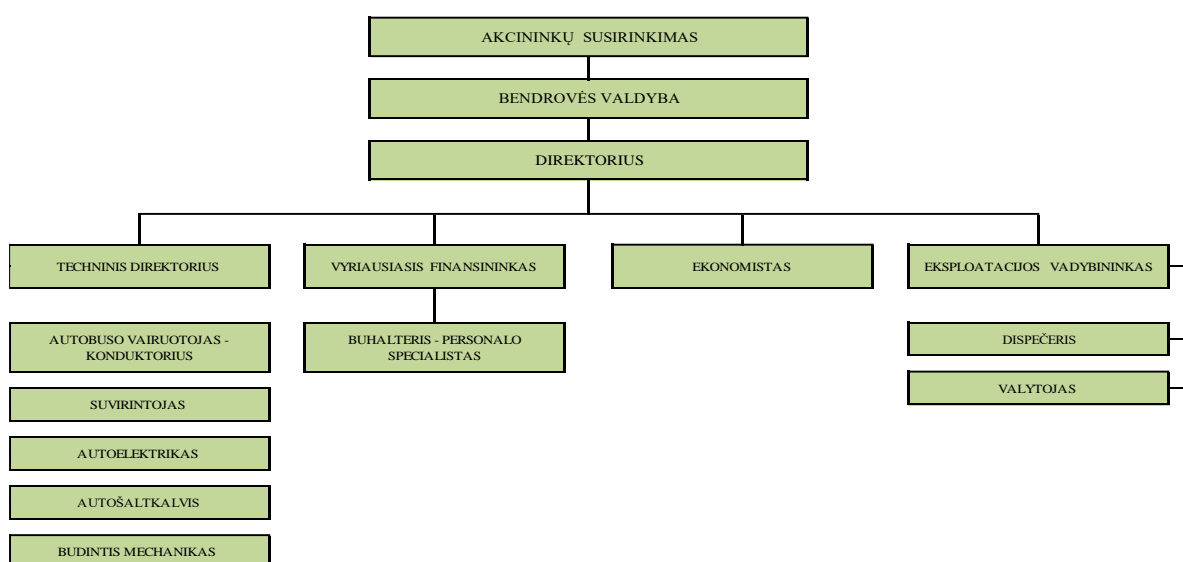 AKCININKŲ SUSIRINKIMAS
BENDROVĖS VALDYBA
DIREKTORIUS
TECHNINIS DIREKTORIUS
VYRIAUSIASIS FINANSININKAS
EKONOMISTAS
EKSPLOATACIJOS VADYBININKAS
AUTOBUSO VAIRUOTOJAS -
KONDUKTORIUS
BUHALTERIS - PERSONALO
SPECIALISTAS
DISPEČERIS
SUVIRINTOJAS
VALYTOJAS
AUTOELEKTRIKAS
AUTOŠALTKALVIS
BUDINTIS MECHANIKAS